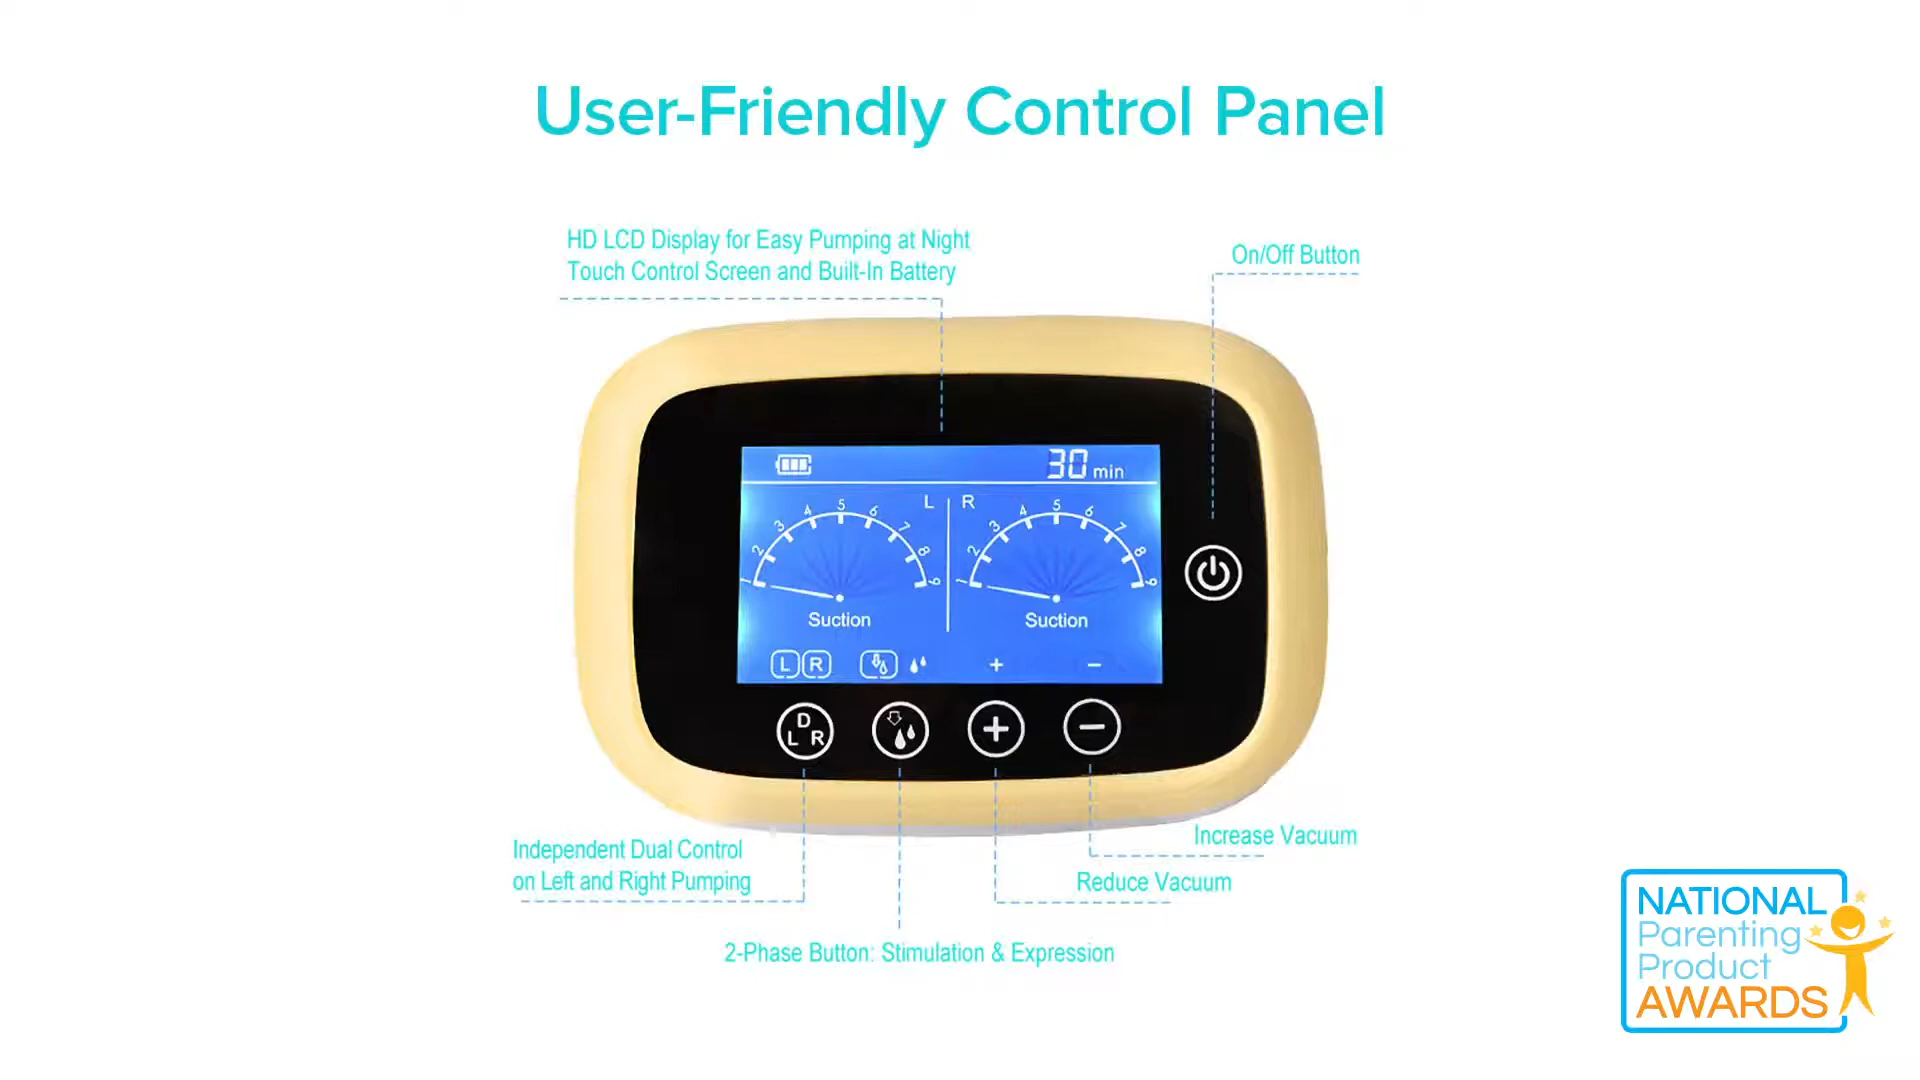 User-Friendly Control Panel
HD LCD Display for Easy Pumping at Night
Touch Control Screen and Built-In Battery
On/Off Button
30 min
L R
1 2 3 4 5 6 7 8 9
1 2 3 4 5 6 7 8 9
Suction Suction
L R + −
D
L R + −
Increase Vacuum
Independent Dual Control
on Left and Right Pumping
Reduce Vacuum
2-Phase Button: Stimulation & Expression
NATIONAL
Parenting
Product
AWARDS